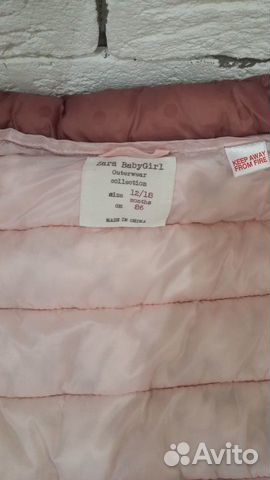 Zara BabyGirl
Outerwear
collection
size 12/18
months
cm 86
MADE IN CHINA
KEEP AWAY
FROM FIRE
Avito